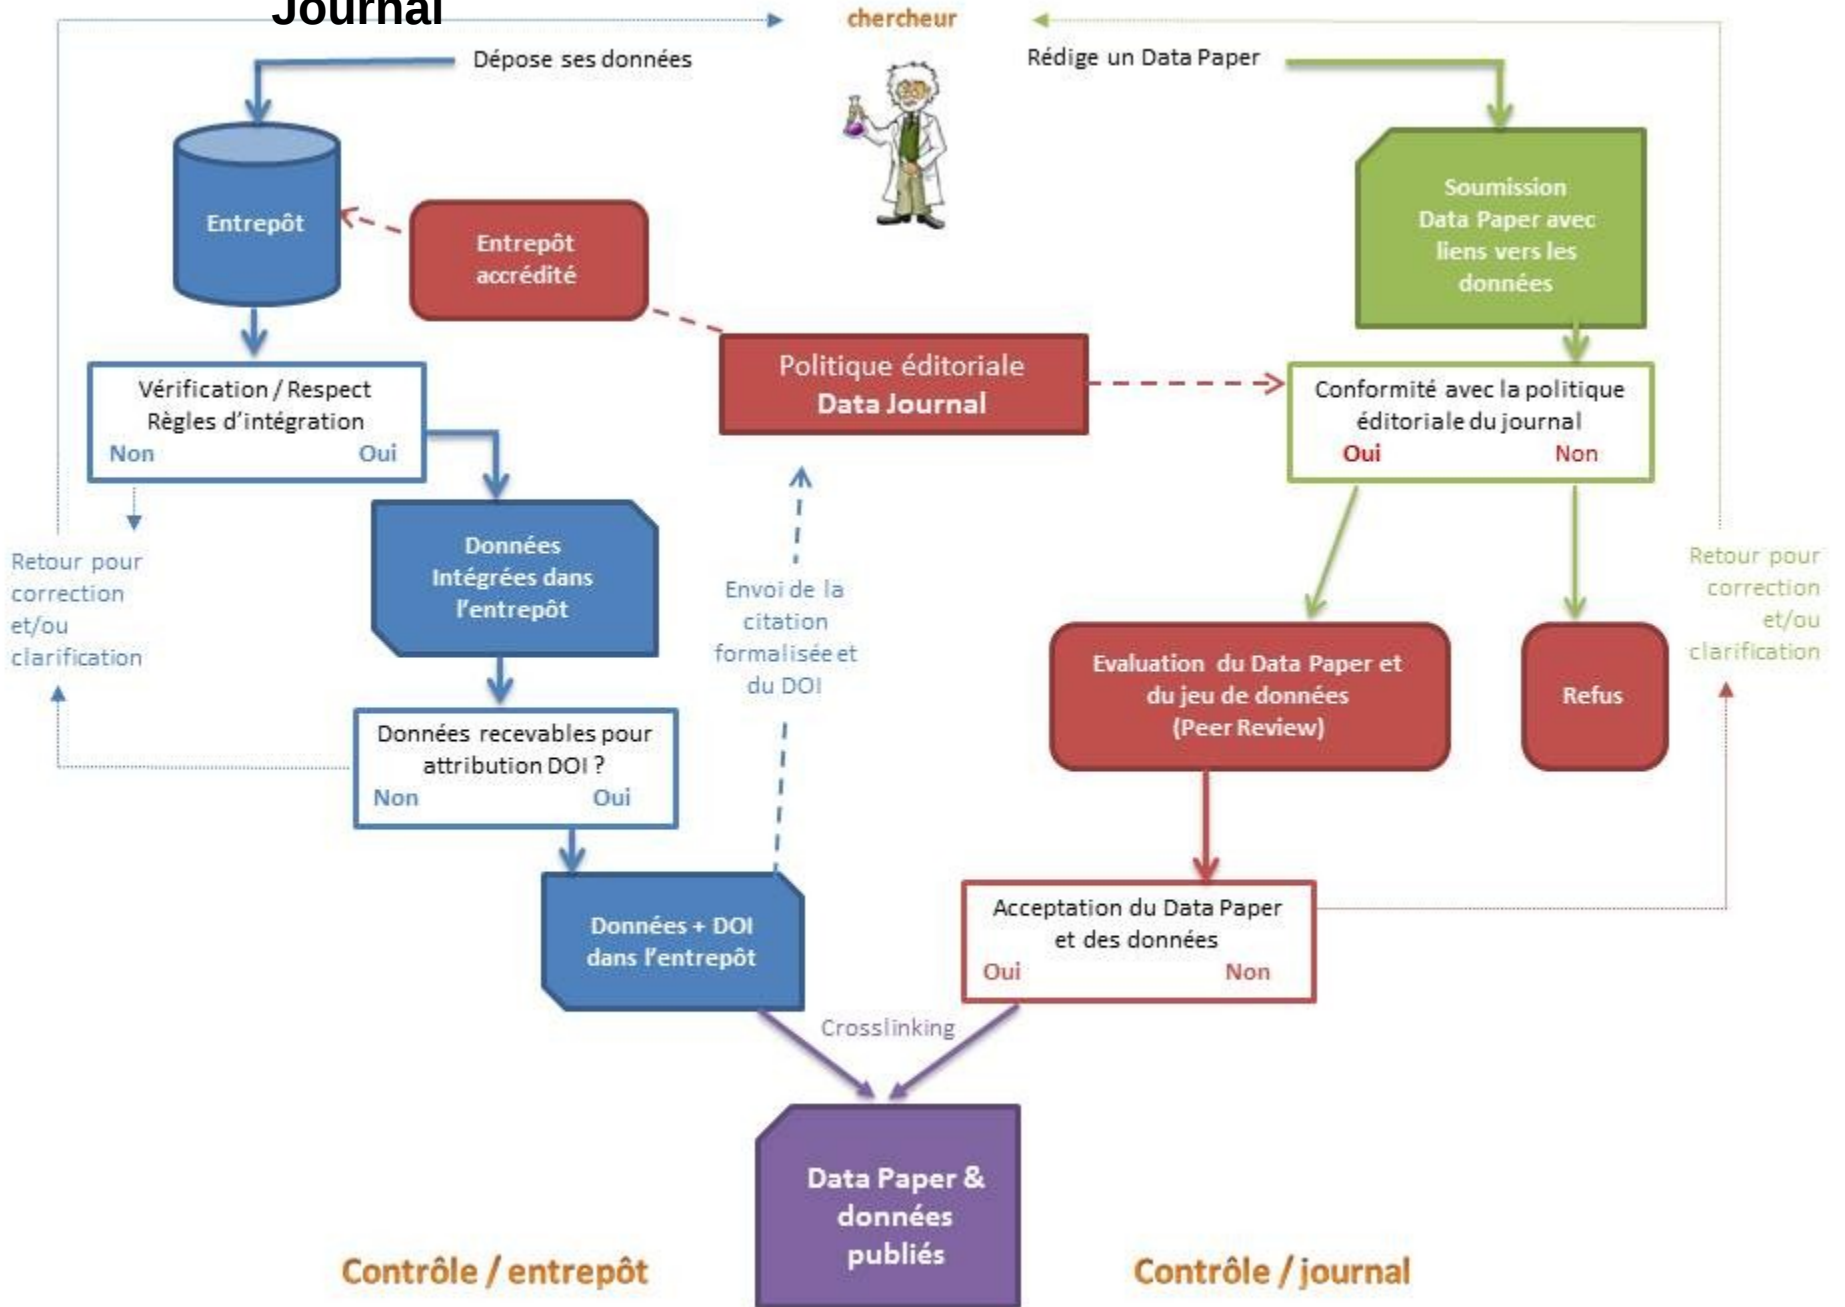 Journal
chercheur
Dépose ses données
Rédige un Data Paper
Entrepôt
Entrepôt
accrédité
Soumission
Data Paper avec
liens vers les
données
Politique éditoriale
Data Journal
Vérification / Respect
Règles d'intégration
Non Oui
Conformité avec la politique
éditoriale du journal
Oui Non
Retour pour
correction
et/ou
clarification
Données
Intégrées dans
l'entrepôt
Envoi de la
citation
formalisée et
du DOI
Retour pour
correction
et/ou
clarification
Evaluation du Data Paper et
du jeu de données
(Peer Review)
Refus
Données recevables pour
attribution DOI ?
Non Oui
Données + DOI
dans l'entrepôt
Acceptation du Data Paper
et des données
Oui Non
Crosslinking
Data Paper &
données
publiés
Contrôle / entrepôt
Contrôle / journal